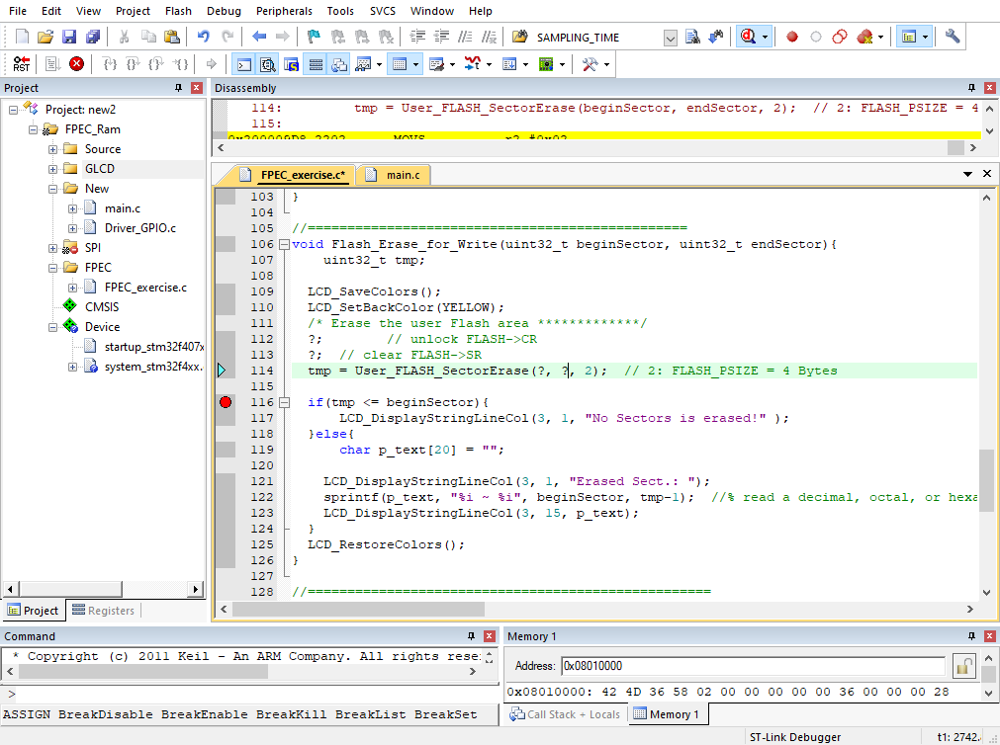 File Edit View Project Flash Debug Peripherals Tools SVCS Window Help
SAMPLING_TIME
RST
Project
Project: new2
FPEC_Ram
Source
GLCD
New
main.c
Driver_GPIO.c
SPI
FPEC
FPEC_exercise.c
CMSIS
Device
startup_stm32f407x
system_stm32f4xx.
Project Registers
Disassembly
114: tmp = User_FLASH_SectorErase(beginSector, endSector, 2); // 2: FLASH_PSIZE = 4
115:
FPEC_exercise.c* main.c
103 }
104
105 //================================================
106 void Flash_Erase_for_Write(uint32_t beginSector, uint32_t endSector){
107 uint32_t tmp;
108
109 LCD_SaveColors();
110 LCD_SetBackColor(YELLOW);
111 /* Erase the user Flash area *************/
112 ?; // unlock FLASH->CR
113 ?; // clear FLASH->SR
114 tmp = User_FLASH_SectorErase(?, ?, 2); // 2: FLASH_PSIZE = 4 Bytes
115
116 if(tmp <= beginSector){
117 LCD_DisplayStringLineCol(3, 1, "No Sectors is erased!" );
118 }else{
119 char p_text[20] = "";
120
121 LCD_DisplayStringLineCol(3, 1, "Erased Sect.: ");
122 sprintf(p_text, "%i ~ %i", beginSector, tmp-1); //% read a decimal, octal, or hexa
123 LCD_DisplayStringLineCol(3, 15, p_text);
124 }
125 LCD_RestoreColors();
126 }
127
128 //===================================================
Command
* Copyright (c) 2011 Keil - An ARM Company. All rights rese
>
ASSIGN BreakDisable BreakEnable BreakKill BreakList BreakSet
Memory 1
Address: 0x08010000
0x08010000: 42 4D 36 58 02 00 00 00 00 00 36 00 00 00 28
Call Stack + Locals Memory 1
ST-Link Debugger t1: 2742.